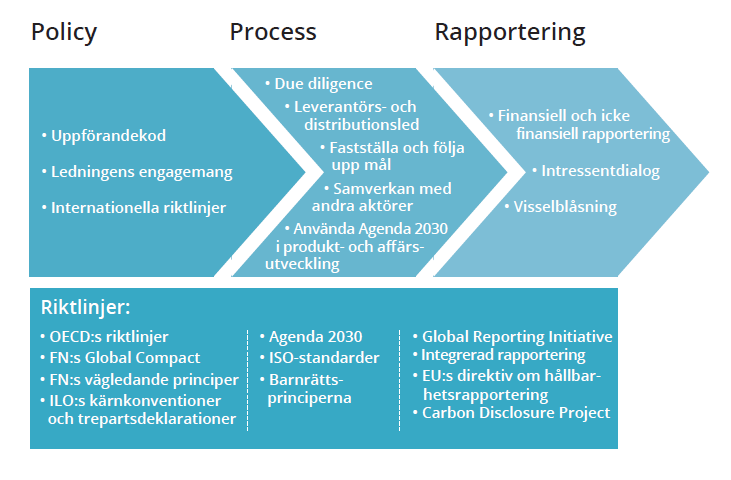 Policy
Process
Rapportering
• Uppförandekod
• Ledningens engagemang
• Internationella riktlinjer
• Due diligence
• Leverantörs- och
distributionsled
• Fastställa och följa
upp mål
• Samverkan med
andra aktörer
• Använda Agenda 2030
i produkt- och affärs-
utveckling
• Finansiell och icke
finansiell rapportering
• Intressentdialog
• Visselblåsning
Riktlinjer:
• OECD:s riktlinjer
• FN:s Global Compact
• FN:s vägledande principer
• ILO:s kärnkonventioner
och trepartsdeklarationer
• Agenda 2030
• ISO-standarder
• Barnrätts-
principerna
• Global Reporting Initiative
• Integrerad rapportering
• EU:s direktiv om hållbar-
hetsrapportering
• Carbon Disclosure Project